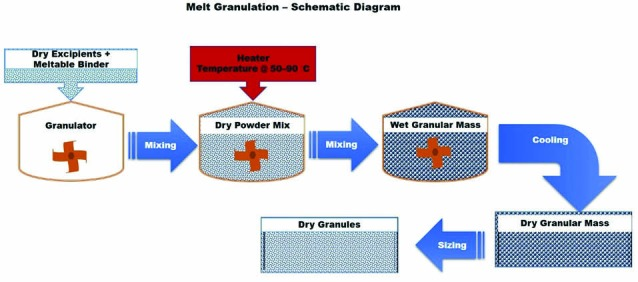 Melt Granulation – Schematic Diagram
Dry Excipients +
Meltable Binder
Heater
Temperature @ 50-90 °C
Granulator
Mixing
Dry Powder Mix
Mixing
Wet Granular Mass
Cooling
Dry Granular Mass
Sizing
Dry Granules